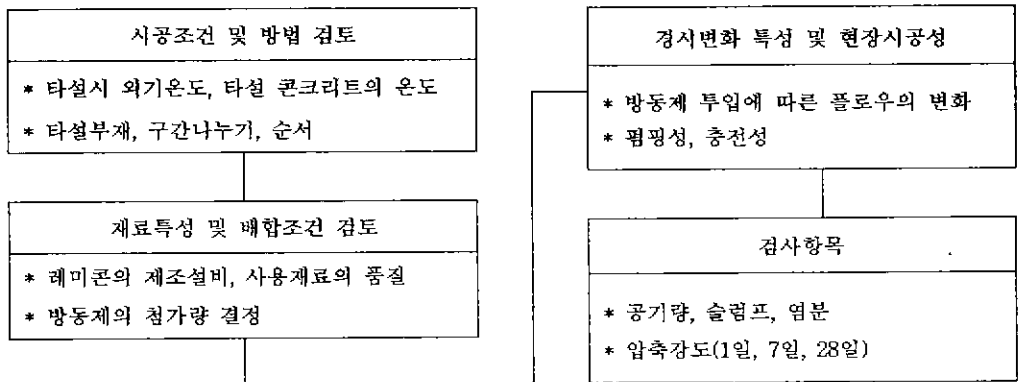 시공조건 및 방법 검토
* 타설시 외기온도, 타설 콘크리트의 온도
* 타설부재, 구간나누기, 순서
재료특성 및 배합조건 검토
* 레미콘의 제조설비, 사용재료의 품질
* 방동제의 첨가량 결정
경시변화 특성 및 현장시공성
* 방동제 투입에 따른 플로우의 변화
* 펌핑성, 충전성
검사항목
* 공기량, 슬럼프, 염분
* 압축강도(1일, 7일, 28일)